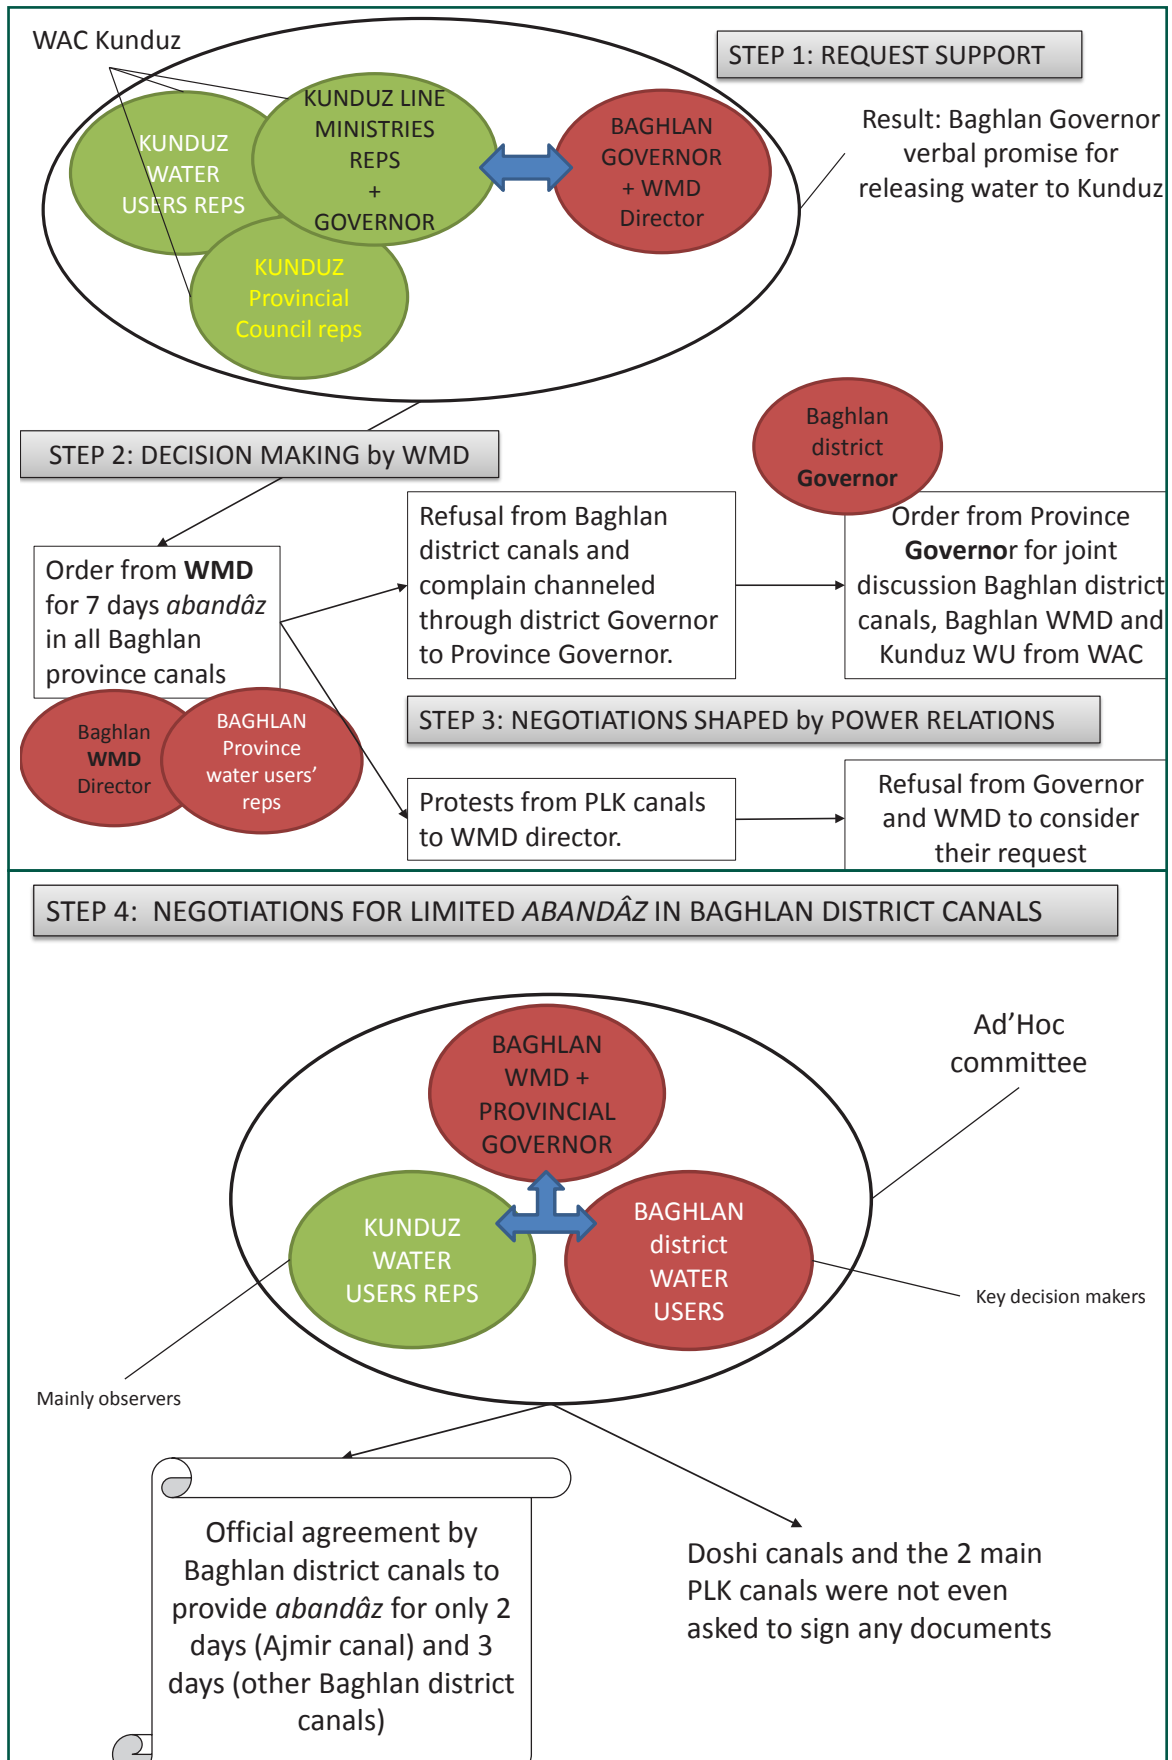 WAC Kunduz
STEP 1: REQUEST SUPPORT
KUNDUZ
WATER
USERS REPS
KUNDUZ LINE
MINISTRIES
REPS
+
GOVERNOR
BAGHLAN
GOVERNOR
+ WMD
Director
Result: Baghlan Governor
verbal promise for
releasing water to Kunduz
KUNDUZ
Provincial
Council reps
STEP 2: DECISION MAKING by WMD
Baghlan
district
Governor
Order from WMD
for 7 days abandâz
in all Baghlan
province canals
Refusal from Baghlan
district canals and
complain channeled
through district Governor
to Province Governor.
Order from Province
Governor for joint
discussion Baghlan district
canals, Baghlan WMD and
Kunduz WU from WAC
Baghlan
WMD
Director
BAGHLAN
Province
water users’
reps
STEP 3: NEGOTIATIONS SHAPED by POWER RELATIONS
Protests from PLK canals
to WMD director.
Refusal from Governor
and WMD to consider
their request
STEP 4: NEGOTIATIONS FOR LIMITED ABANDÂZ IN BAGHLAN DISTRICT CANALS
BAGHLAN
WMD +
PROVINCIAL
GOVERNOR
Ad’Hoc
committee
KUNDUZ
WATER
USERS REPS
BAGHLAN
district
WATER
USERS
Key decision makers
Mainly observers
Official agreement by
Baghlan district canals to
provide abandâz for only 2
days (Ajmir canal) and 3
days (other Baghlan district
canals)
Doshi canals and the 2 main
PLK canals were not even
asked to sign any documents